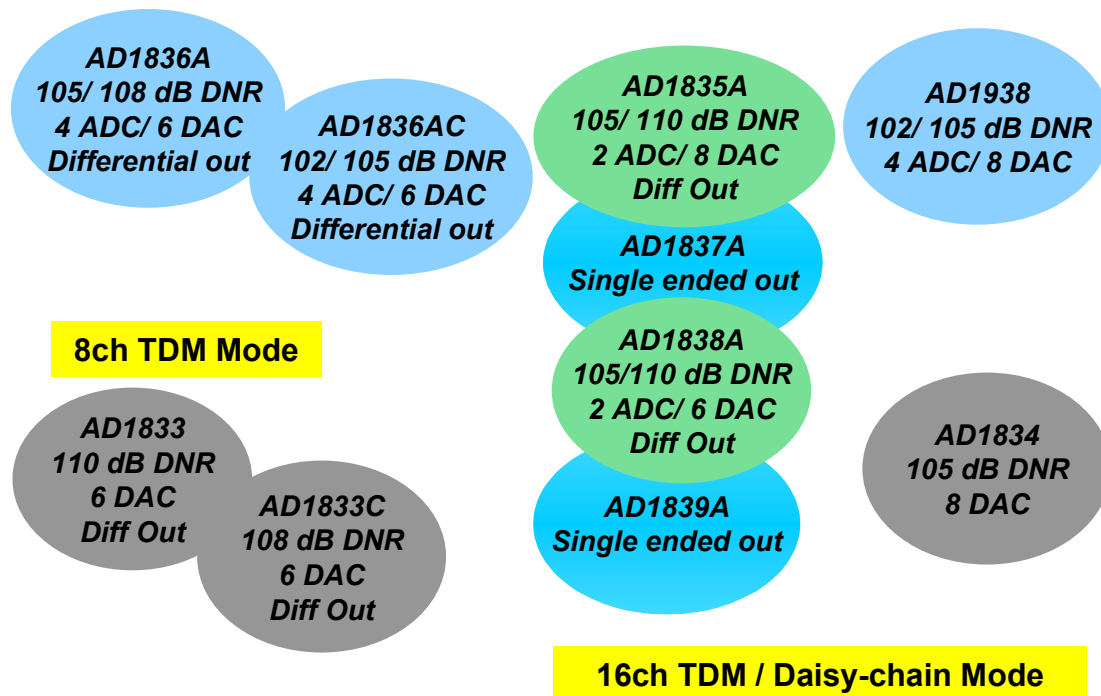 AD1836A
105/ 108 dB DNR
4 ADC/ 6 DAC
Differential out
AD1836AC
102/ 105 dB DNR
4 ADC/ 6 DAC
Differential out
AD1835A
105/ 110 dB DNR
2 ADC/ 8 DAC
Diff Out
AD1938
102/ 105 dB DNR
4 ADC/ 8 DAC
AD1837A
Single ended out
8ch TDM Mode
AD1838A
105/110 dB DNR
2 ADC/ 6 DAC
Diff Out
AD1833
110 dB DNR
6 DAC
Diff Out
AD1833C
108 dB DNR
6 DAC
Diff Out
AD1839A
Single ended out
AD1834
105 dB DNR
8 DAC
16ch TDM / Daisy-chain Mode